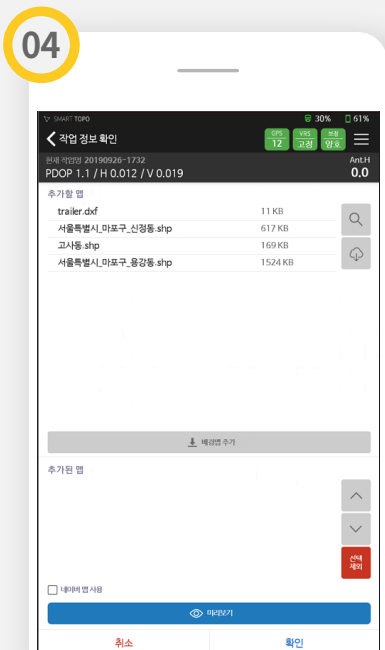 04
SMART TOPO 30% 61%
작업 정보 확인 GPS 12 VRS 고정 보정 양호
현재 작업명 20190926-1732 Ant.H
PDOP 1.1 / H 0.012 / V 0.019 0.0
추가할 맵
trailer.dxf 11 KB
서울특별시_마포구_신정동.shp 617 KB
고사동.shp 169 KB
서울특별시_마포구_용강동.shp 1524 KB
배경맵 추가
추가된 맵
선택
제외
네이버 맵 사용
미리보기
취소 확인